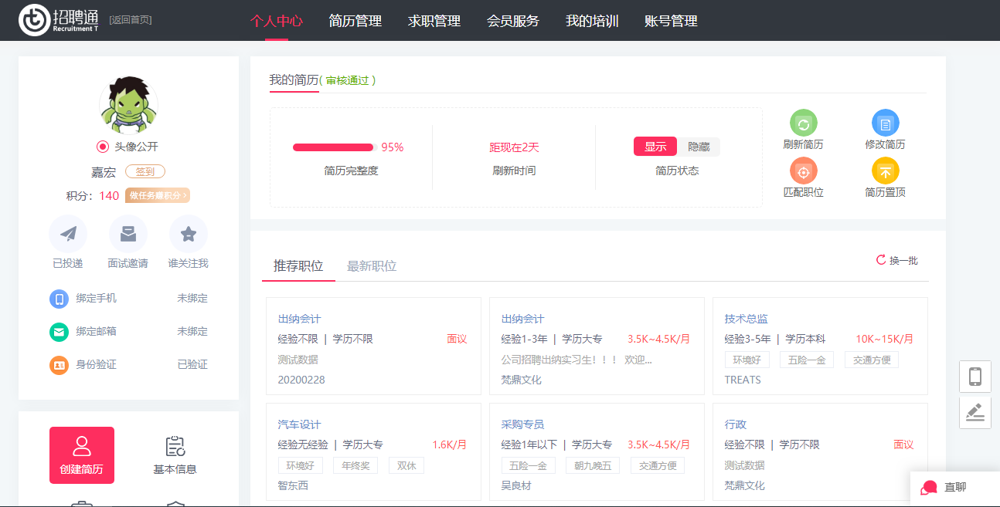 招聘通
Recruitment T
[返回首页]
个人中心 简历管理 求职管理 会员服务 我的培训 账号管理
头像公开
嘉宏 签到
积分：140 做任务赚积分>
已投递 面试邀请 谁关注我
绑定手机 未绑定
绑定邮箱 未绑定
身份验证 已验证
创建简历 基本信息
我的简历( 审核通过 )
95%
简历完整度
距现在2天
刷新时间
显示 隐藏
简历状态
刷新简历 修改简历
匹配职位 简历置顶
推荐职位 最新职位 换一批
出纳会计
经验不限 | 学历不限 面议
测试数据
20200228
出纳会计
经验1-3年 | 学历大专 3.5K~4.5K/月
公司招聘出纳实习生！！！ 欢迎...
梵鼎文化
技术总监
经验3-5年 | 学历本科 10K~15K/月
环境好 五险一金 交通方便
TREATS
汽车设计
经验无经验 | 学历大专 1.6K/月
环境好 年终奖 双休
智东西
采购专员
经验1年以下 | 学历大专 3.5K~4.5K/月
五险一金 朝九晚五 交通方便
吴良材
行政
经验不限 | 学历不限 面议
测试数据
梵鼎文化
直聊